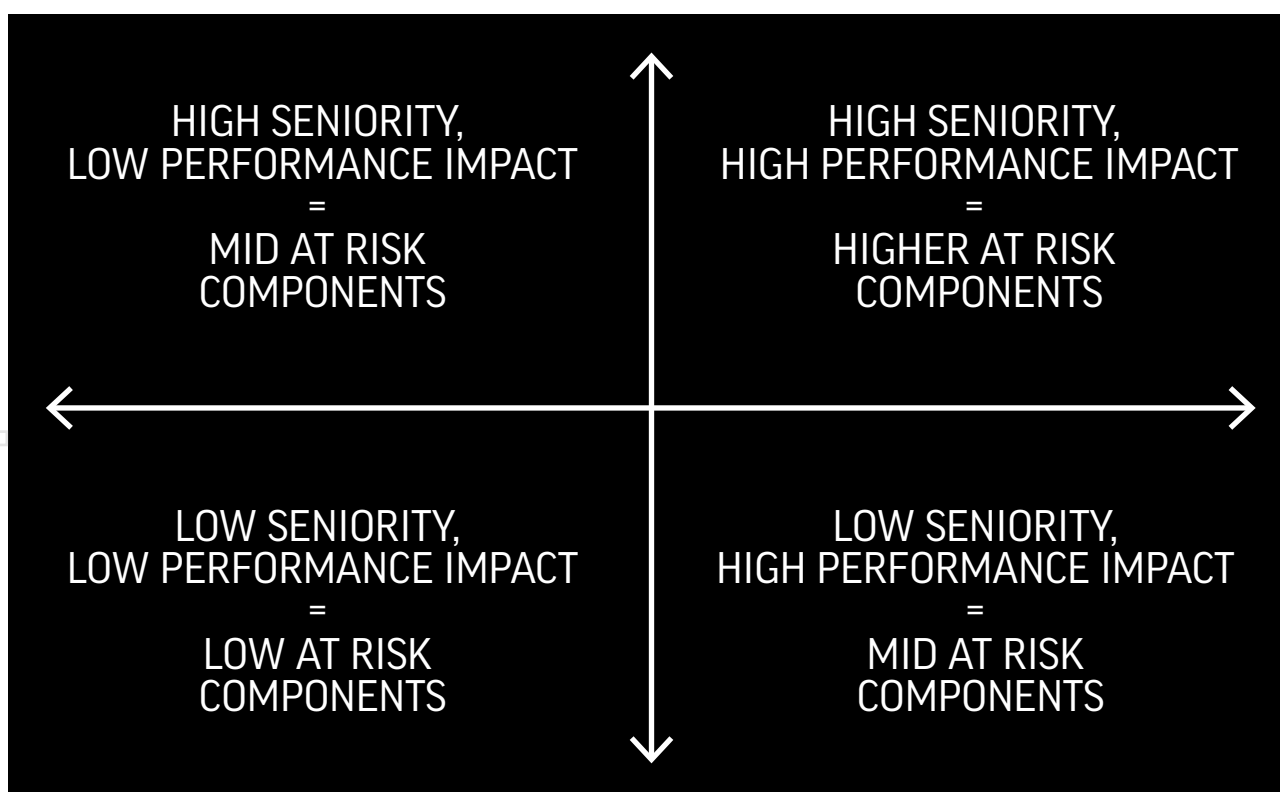 HIGH SENIORITY,
LOW PERFORMANCE IMPACT
=
MID AT RISK
COMPONENTS
HIGH SENIORITY,
HIGH PERFORMANCE IMPACT
=
HIGHER AT RISK
COMPONENTS
LOW SENIORITY,
LOW PERFORMANCE IMPACT
=
LOW AT RISK
COMPONENTS
LOW SENIORITY,
HIGH PERFORMANCE IMPACT
=
MID AT RISK
COMPONENTS